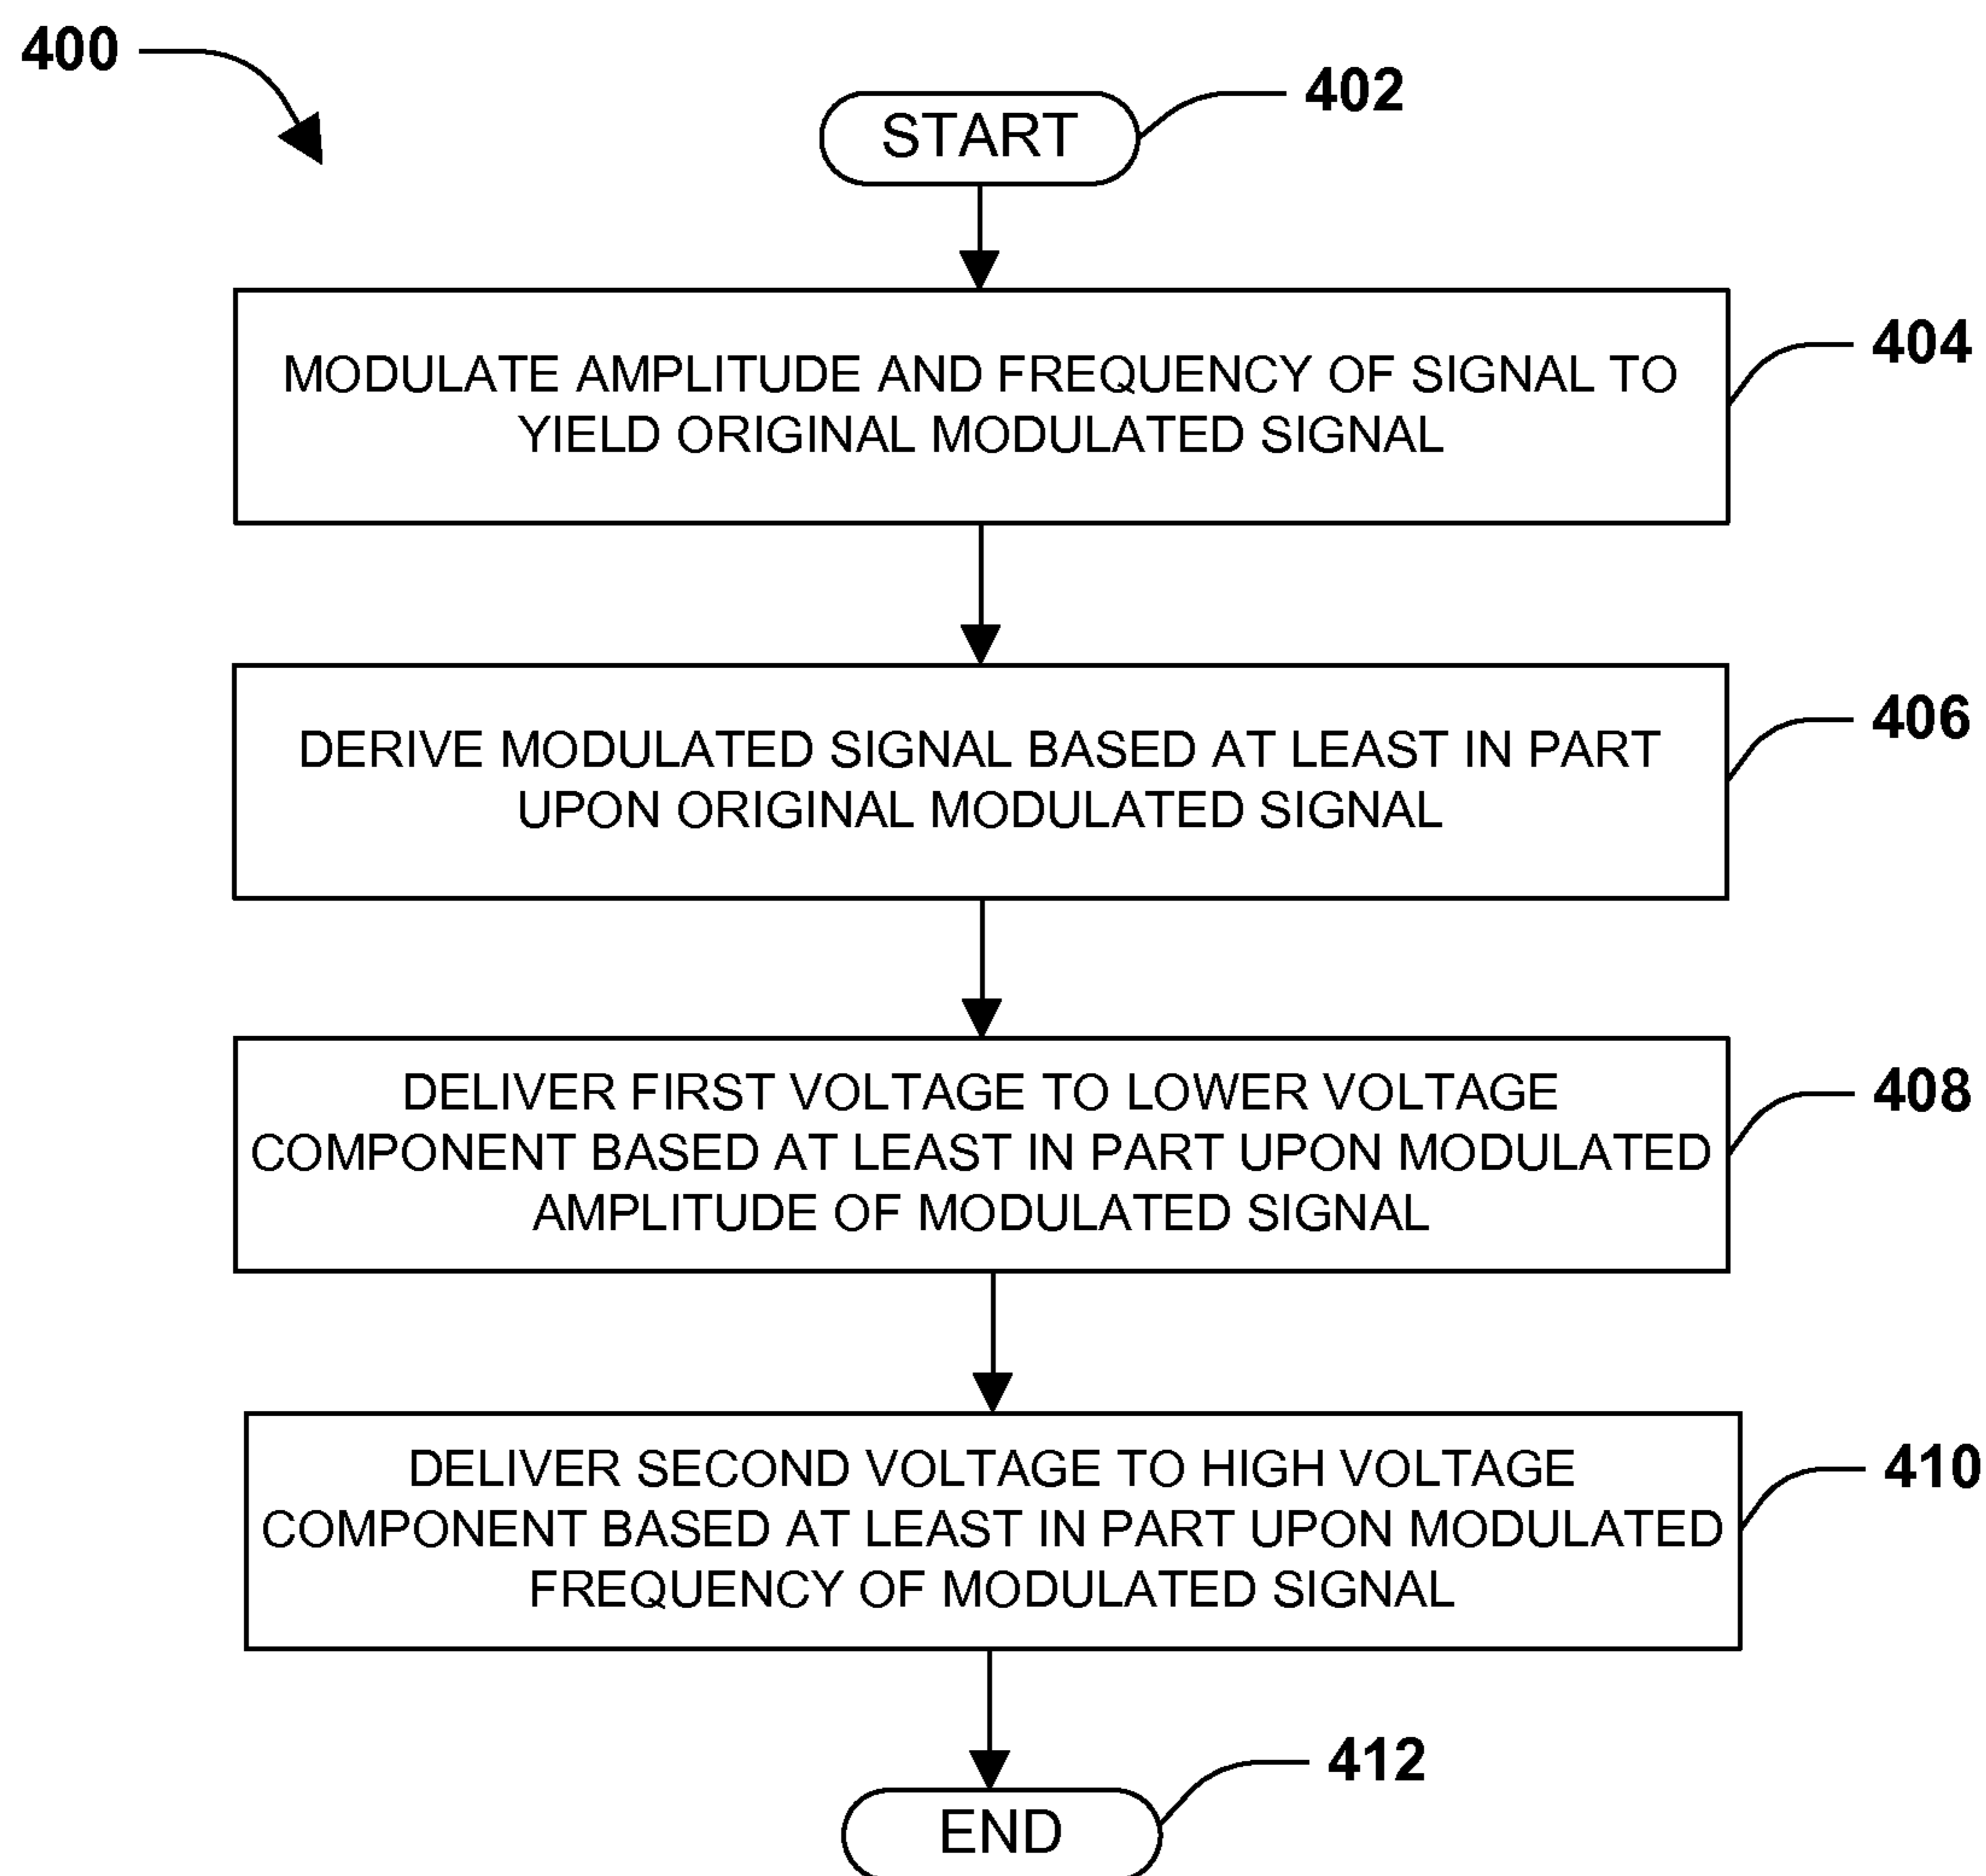 400
START
402
MODULATE AMPLITUDE AND FREQUENCY OF SIGNAL TO
YIELD ORIGINAL MODULATED SIGNAL
404
DERIVE MODULATED SIGNAL BASED AT LEAST IN PART
UPON ORIGINAL MODULATED SIGNAL
406
DELIVER FIRST VOLTAGE TO LOWER VOLTAGE
COMPONENT BASED AT LEAST IN PART UPON MODULATED
AMPLITUDE OF MODULATED SIGNAL
408
DELIVER SECOND VOLTAGE TO HIGH VOLTAGE
COMPONENT BASED AT LEAST IN PART UPON MODULATED
FREQUENCY OF MODULATED SIGNAL
410
END
412